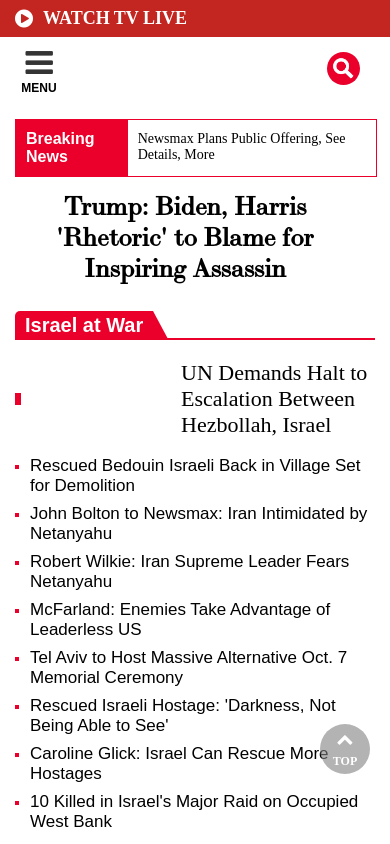 WATCH TV LIVE
MENU
Breaking
News
Newsmax Plans Public Offering, See
Details, More
Trump: Biden, Harris
'Rhetoric' to Blame for
Inspiring Assassin
Israel at War
UN Demands Halt to
Escalation Between
Hezbollah, Israel
Rescued Bedouin Israeli Back in Village Set
for Demolition
John Bolton to Newsmax: Iran Intimidated by
Netanyahu
Robert Wilkie: Iran Supreme Leader Fears
Netanyahu
McFarland: Enemies Take Advantage of
Leaderless US
Tel Aviv to Host Massive Alternative Oct. 7
Memorial Ceremony
Rescued Israeli Hostage: 'Darkness, Not
Being Able to See'
Caroline Glick: Israel Can Rescue More
Hostages
TOP
10 Killed in Israel's Major Raid on Occupied
West Bank